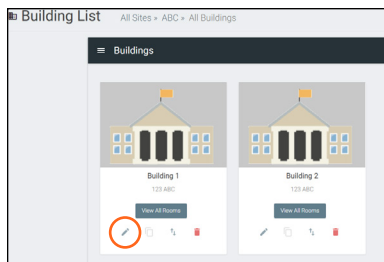 Building List
All Sites » ABC » All Buildings
Buildings
Building 1
123 ABC
View All Rooms
Building 2
123 ABC
View All Rooms